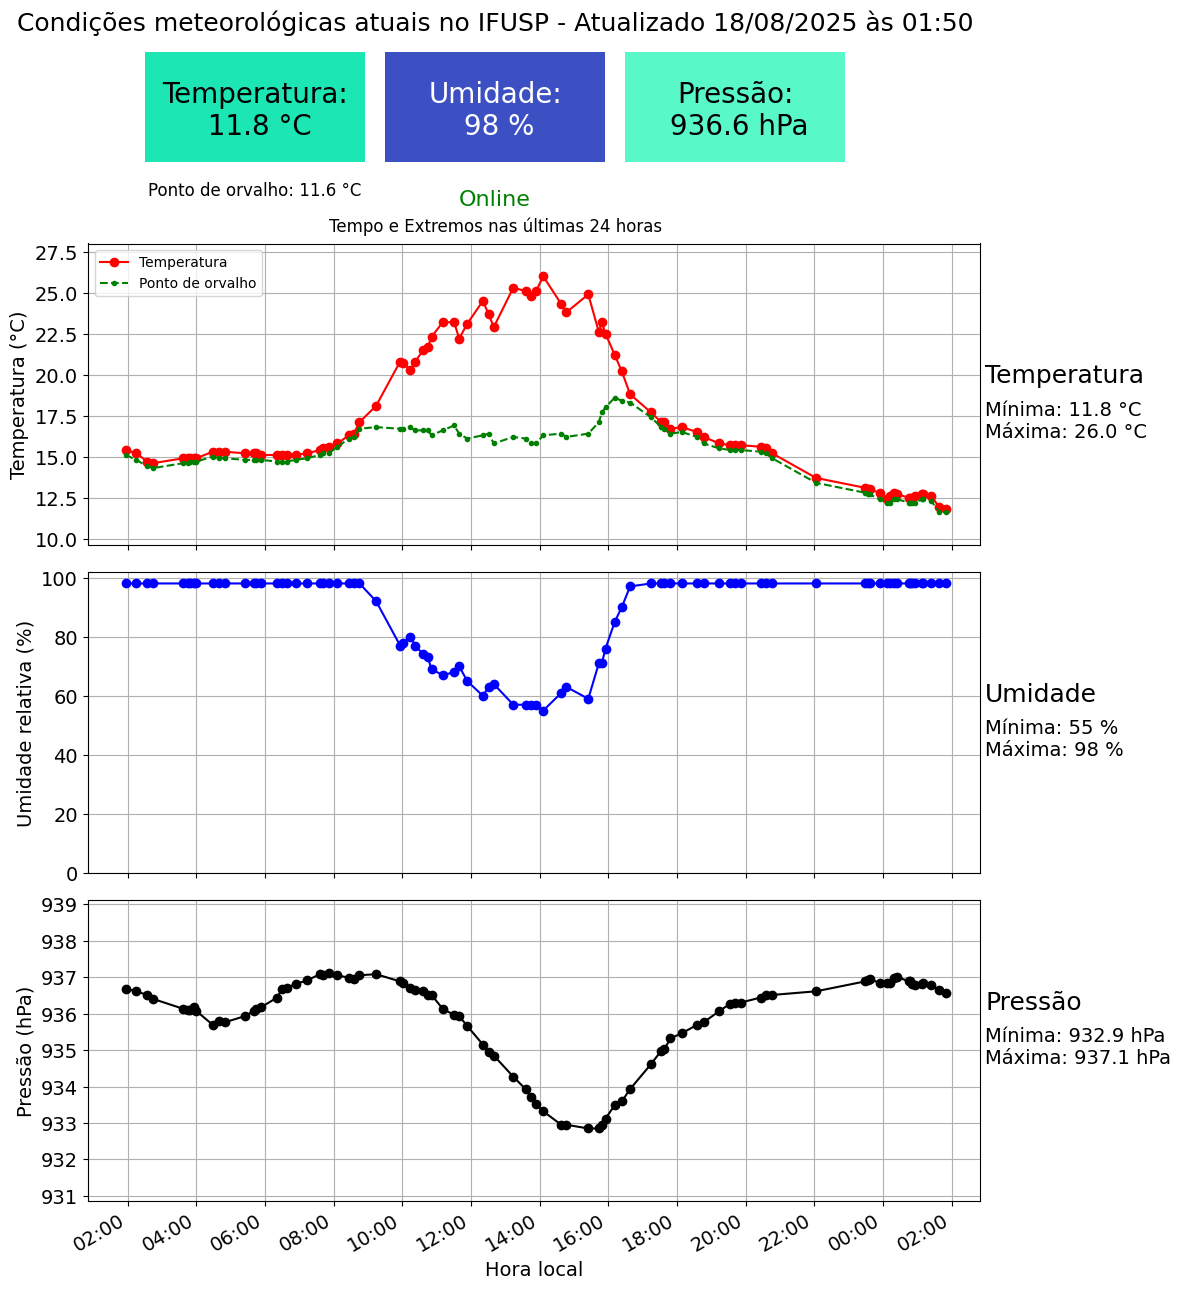 Condições meteorológicas atuais no IFUSP - Atualizado 18/08/2025 às 01:50
Temperatura:
11.8 °C
Umidade:
98 %
Pressão:
936.6 hPa
Ponto de orvalho: 11.6 °C
Online
Tempo e Extremos nas últimas 24 horas
Temperatura
Ponto de orvalho
27.5
25.0
22.5
20.0
17.5
15.0
12.5
10.0
Temperatura (°C)
Temperatura
Mínima: 11.8 °C
Máxima: 26.0 °C
100
80
60
40
20
0
Umidade relativa (%)
Umidade
Mínima: 55 %
Máxima: 98 %
939
938
937
936
935
934
933
932
931
Pressão (hPa)
Pressão
Mínima: 932.9 hPa
Máxima: 937.1 hPa
02:00 04:00 06:00 08:00 10:00 12:00 14:00 16:00 18:00 20:00 22:00 00:00 02:00
Hora local